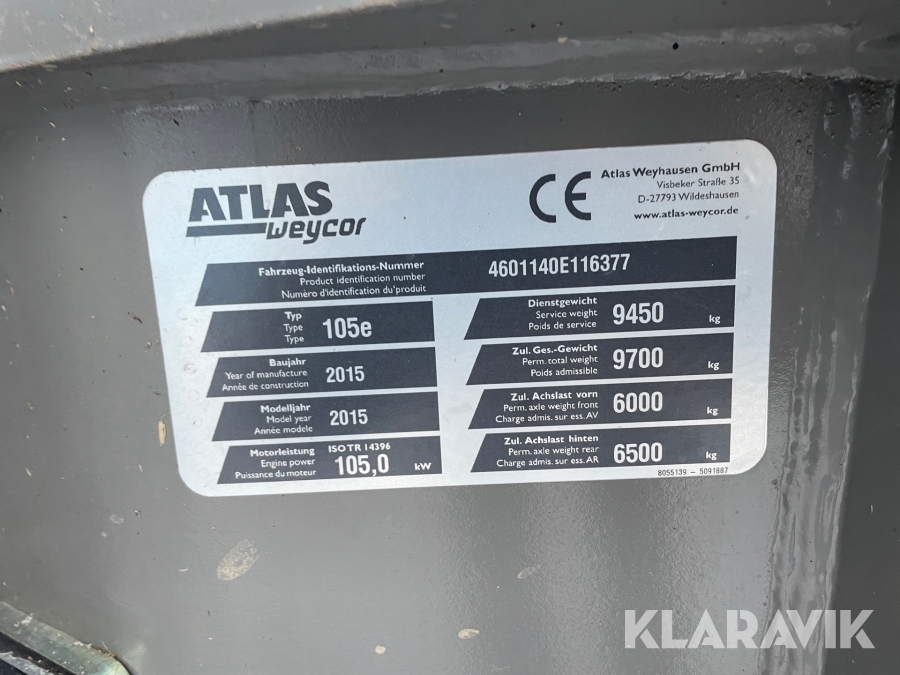 ATLAS
weycor
CE
Atlas Weyhausen GmbH
Visbeker Straße 35
D-27793 Wildeshausen
www.atlas-weycor.de
Fahrzeug-Identifikations-Nummer
Product identification number
Numéro d'identification du produit
4601140E116377
Typ
Type
Type
105e
Baujahr
Year of manufacture
Année de construction
2015
Modelljahr
Model year
Année modele
2015
Motorleistung
Engine power
Puissance du moteur
ISOTR 14396
105,0 kW
Dienstgewicht
Service weight
Poids de service
9450 kg
Zul. Ges.-Gewicht
Perm. total weight
Poids admissible
9700 kg
Zul. Achslast vorn
Perm. axle weight front
Charge admis. sur ess. AV
6000 kg
Zul. Achslast hinten
Perm. axle weight rear
Charge admis. sur ess. AR
6500 kg
8055139 – 5091887
KLARAVIK